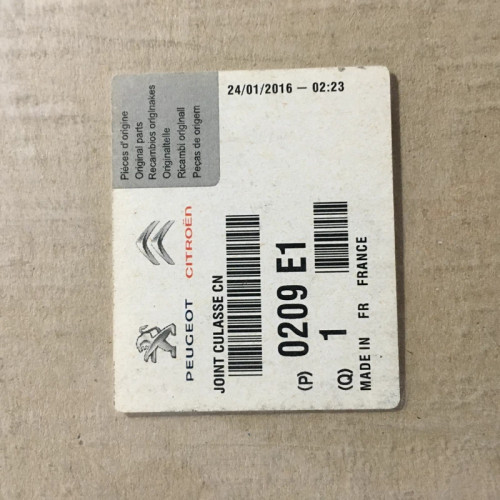 24/01/2016 — 02:23
Pièces d'origine
Original parts
Recambios originales
Originalteile
Ricambi originali
Peças de origem
PEUGEOT CITROËN
JOINT CULASSE CN
(P) 0209 E1
(Q) 1
MADE IN FR FRANCE